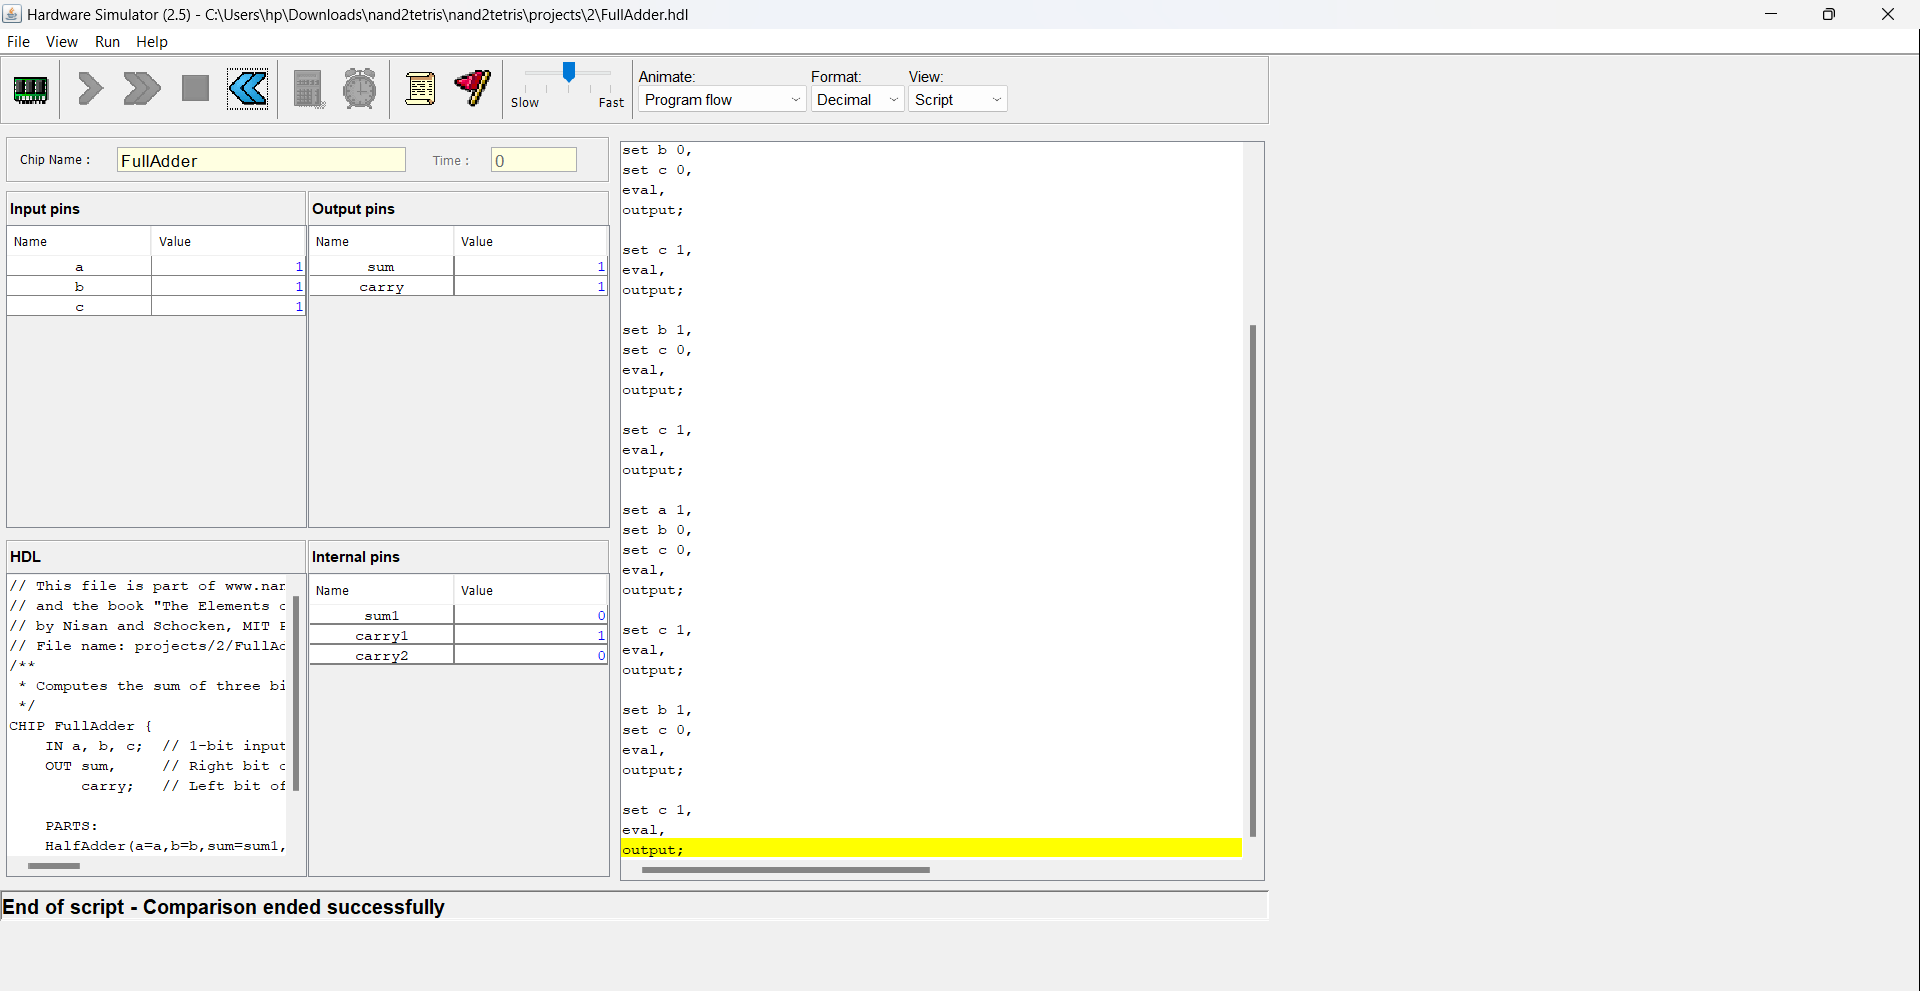 Hardware Simulator (2.5) - C:\Users\hp\Downloads\nand2tetris\nand2tetris\projects\2\FullAdder.hdl
File View Run Help
Slow Fast
Animate: Format: View:
Program flow Decimal Script
Chip Name : FullAdder Time : 0
Input pins
Name Value
a 1
b 1
c 1
Output pins
Name Value
sum 1
carry 1
HDL
// This file is part of www.nan
// and the book "The Elements o
// by Nisan and Schocken, MIT P
// File name: projects/2/FullAd
/**
* Computes the sum of three bi
*/
CHIP FullAdder {
IN a, b, c; // 1-bit input
OUT sum, // Right bit o
carry; // Left bit of
PARTS:
HalfAdder(a=a,b=b,sum=sum1,
Internal pins
Name Value
sum1 0
carry1 1
carry2 0
set b 0,
set c 0,
eval,
output;
set c 1,
eval,
output;
set b 1,
set c 0,
eval,
output;
set c 1,
eval,
output;
set a 1,
set b 0,
set c 0,
eval,
output;
set c 1,
eval,
output;
set b 1,
set c 0,
eval,
output;
set c 1,
eval,
output;
End of script - Comparison ended successfully